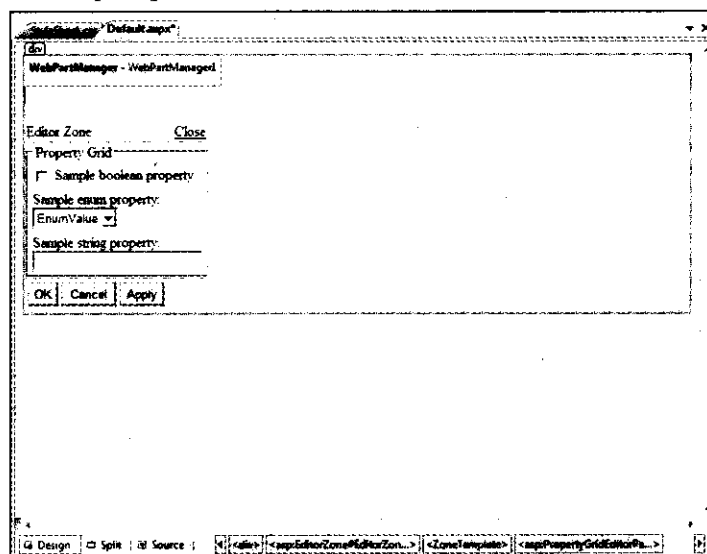 Default.aspx*
div
WebPartManager - WebPartManager1
Editor Zone Close
Property Grid
Sample boolean property
Sample enum property:
EnumValue
Sample string property:
OK Cancel Apply
Design Split Source <div> <asp:EditorZone#EditorZon...> <ZoneTemplate> <asp:PropertyGridEditorPa...>